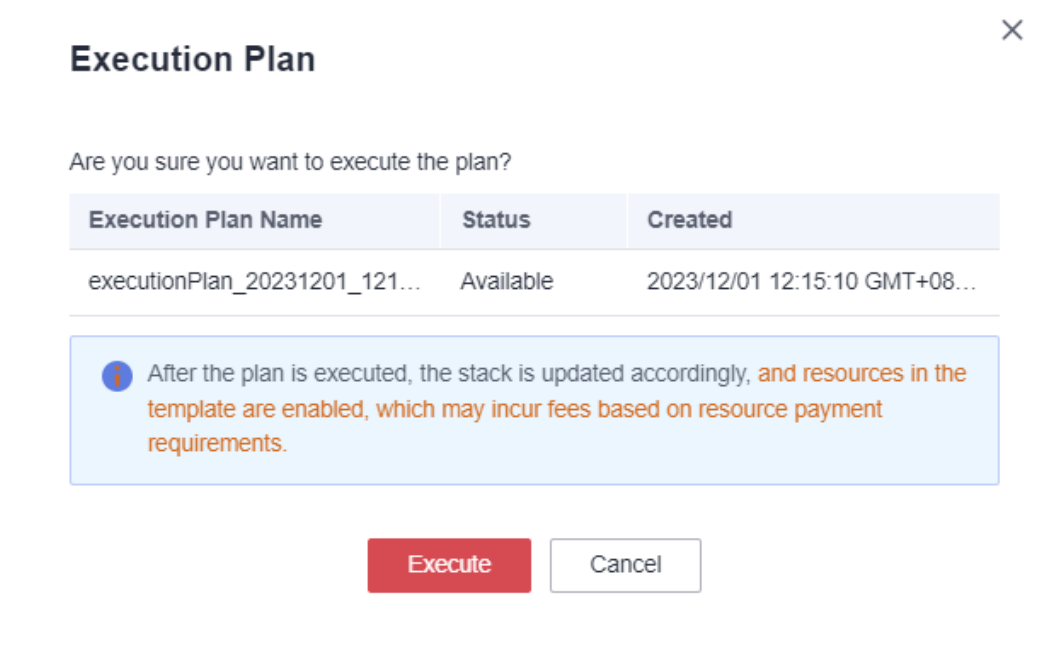 Execution Plan
Are you sure you want to execute the plan?
Execution Plan Name Status Created
executionPlan_20231201_121... Available 2023/12/01 12:15:10 GMT+08...
After the plan is executed, the stack is updated accordingly, and resources in the
template are enabled, which may incur fees based on resource payment
requirements.
Execute Cancel